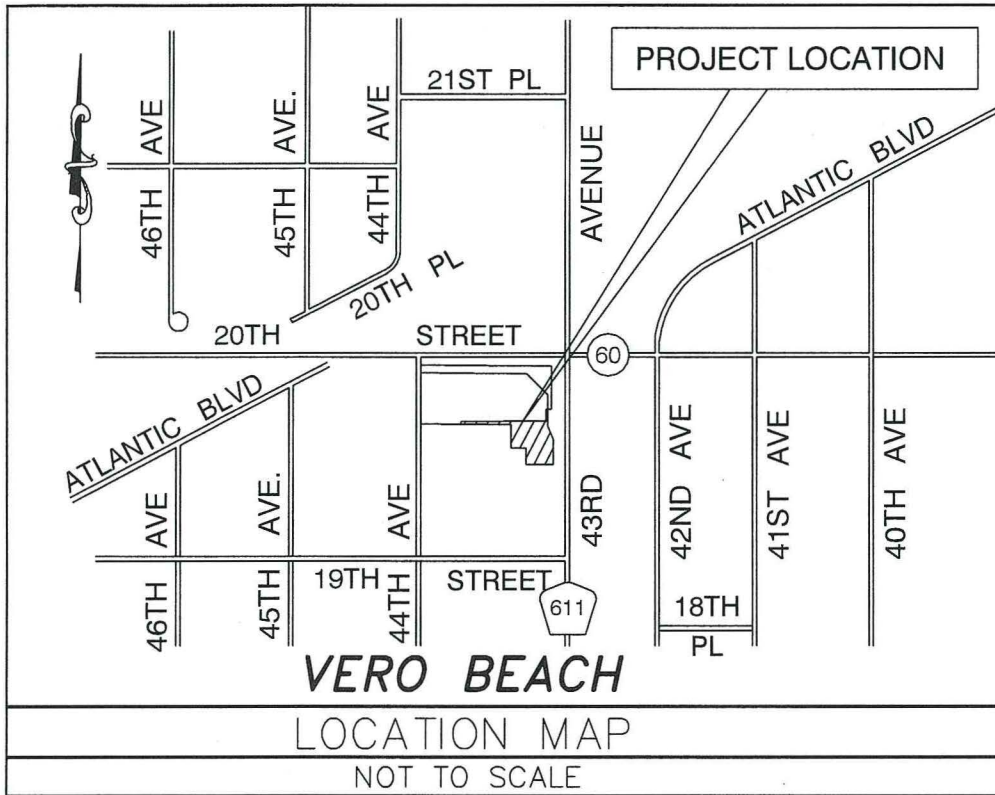 PROJECT LOCATION
21ST PL
46TH AVE
45TH AVE.
44TH AVE
AVENUE
ATLANTIC BLVD
20TH PL
20TH STREET
60
ATLANTIC BLVD
46TH AVE
45TH AVE.
44TH AVE
43RD
42ND AVE
41ST AVE
40TH AVE
19TH STREET
611
18TH
PL
VERO BEACH
LOCATION MAP
NOT TO SCALE